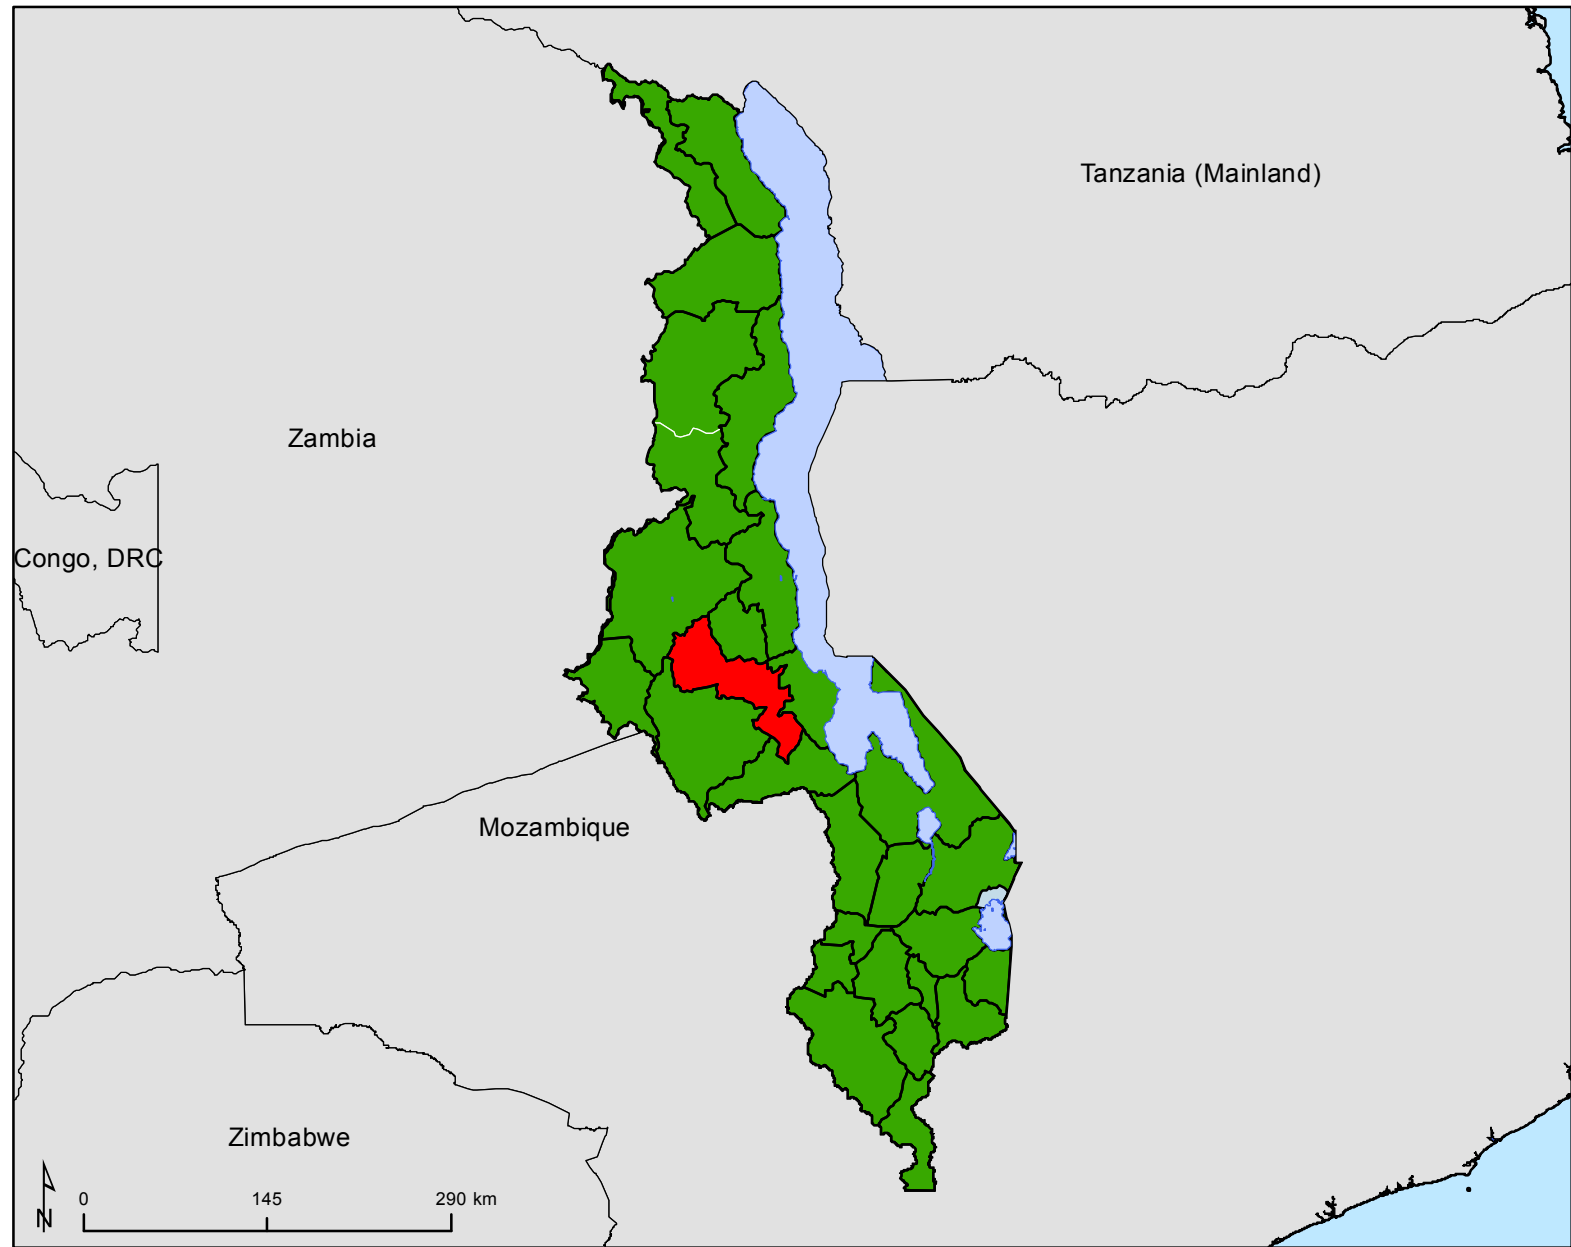 Tanzania (Mainland)
Zambia
Congo, DRC
Mozambique
Zimbabwe
N
0 145 290 km